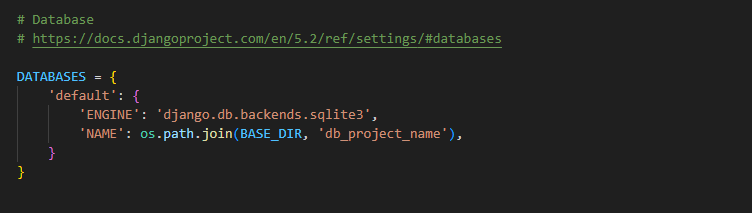 # Database
# https://docs.djangoproject.com/en/5.2/ref/settings/#databases
DATABASES = {
    'default': {
        'ENGINE': 'django.db.backends.sqlite3',
        'NAME': os.path.join(BASE_DIR, 'db_project_name'),
    }
}